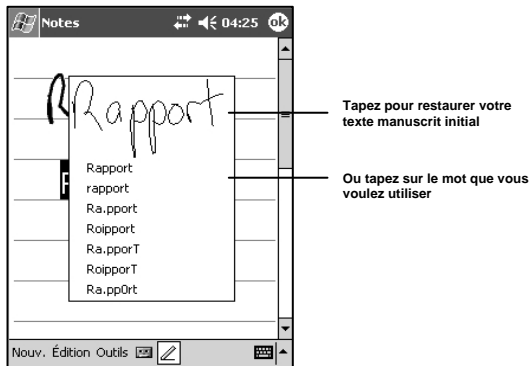 Notes 04:25 ok
R
Rapport
Tapez pour restaurer votre
texte manuscrit initial
Rapport
rapport
Ra.pport
Roipport
Ra.pporT
RoipporT
Ra.pp0rt
Ou tapez sur le mot que vous
voulez utiliser
Nouv. Édition Outils